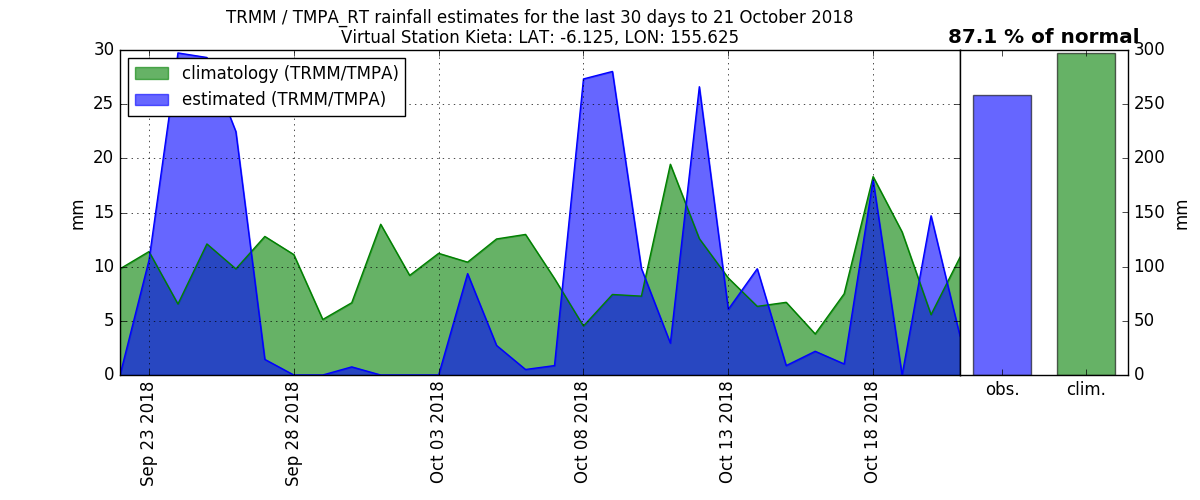 TRMM / TMPA_RT rainfall estimates for the last 30 days to 21 October 2018
Virtual Station Kieta: LAT: -6.125, LON: 155.625
87.1 % of normal
climatology (TRMM/TMPA)
estimated (TRMM/TMPA)
30
25
20
15
10
5
0
mm
Sep 23 2018
Sep 28 2018
Oct 03 2018
Oct 08 2018
Oct 13 2018
Oct 18 2018
obs.
clim.
300
250
200
150
100
50
0
mm